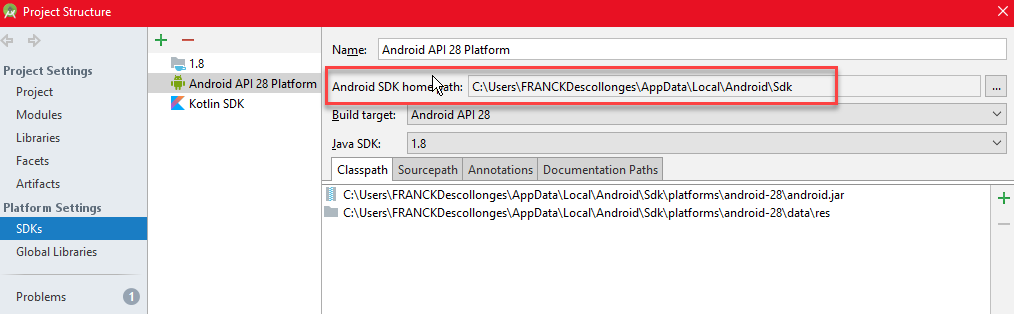 Project Structure
Project Settings
Project
Modules
Libraries
Facets
Artifacts
Platform Settings
SDKs
Global Libraries
Problems
1
1.8
Android API 28 Platform
Kotlin SDK
Name: Android API 28 Platform
Android SDK home path: C:\Users\FRANCKDescollonges\AppData\Local\Android\Sdk
...
Build target: Android API 28
Java SDK: 1.8
Classpath Sourcepath Annotations Documentation Paths
C:\Users\FRANCKDescollonges\AppData\Local\Android\Sdk\platforms\android-28\android.jar
C:\Users\FRANCKDescollonges\AppData\Local\Android\Sdk\platforms\android-28\data\res